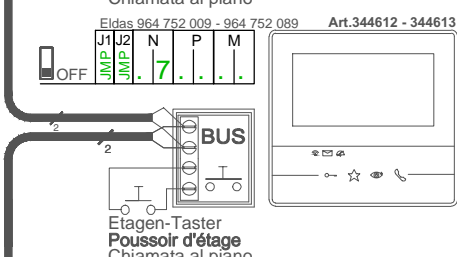 Chiamata al piano
Eldas 964 752 009 - 964 752 089 Art.344612 - 344613
J1 J2 N P M
JMP JMP . 7 . . . .
OFF
2
2
BUS
Etagen-Taster
Poussoir d'étage
Chiamata al piano